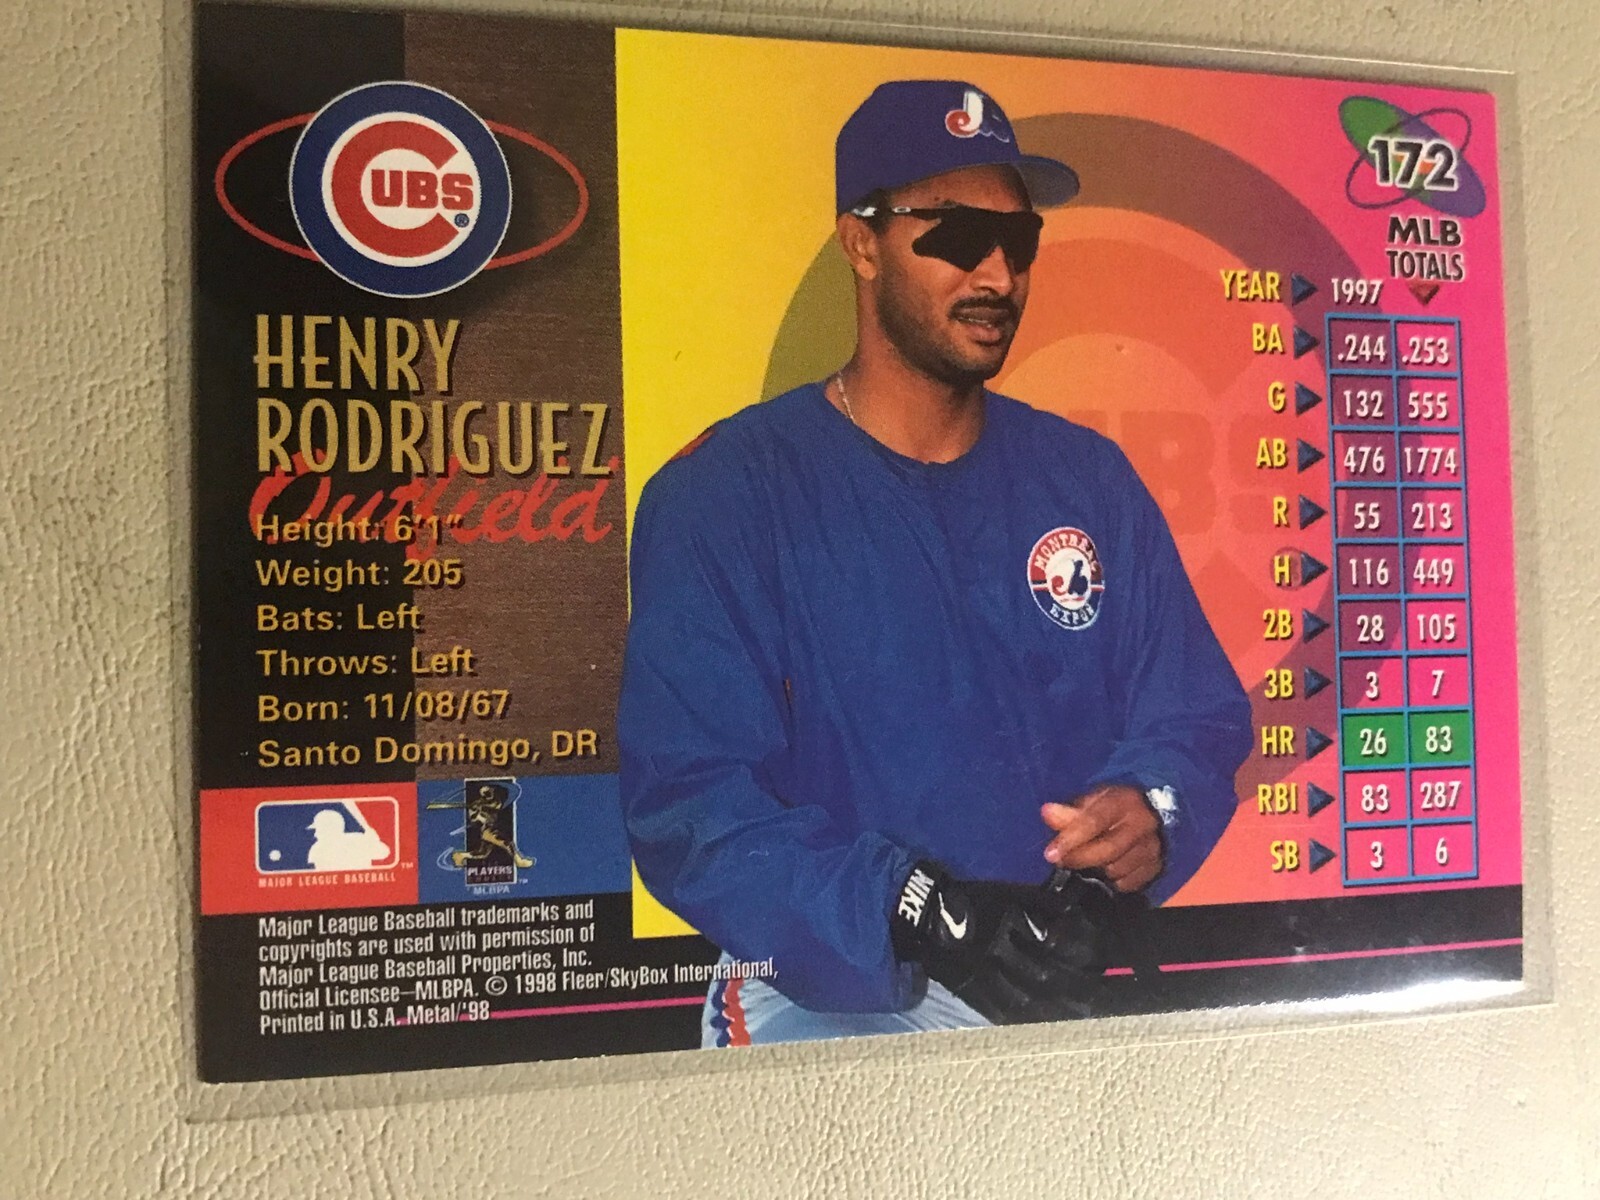 CUBS
®
HENRY
RODRIGUEZ
Outfield
Height: 6'1"
Weight: 205
Bats: Left
Throws: Left
Born: 11/08/67
Santo Domingo, DR
MAJOR LEAGUE BASEBALL™
PLAYERS
CHOICE
MLBPA
Major League Baseball trademarks and
copyrights are used with permission of
Major League Baseball Properties, Inc.
Official Licensee—MLBPA. © 1998 Fleer/SkyBox International,
Printed in U.S.A. Metal/'98
MONTREAL
EXPOS
NIKE
172
MLB
TOTALS
YEAR 1997
BA .244 .253
G 132 555
AB 476 1774
R 55 213
H 116 449
2B 28 105
3B 3 7
HR 26 83
RBI 83 287
SB 3 6